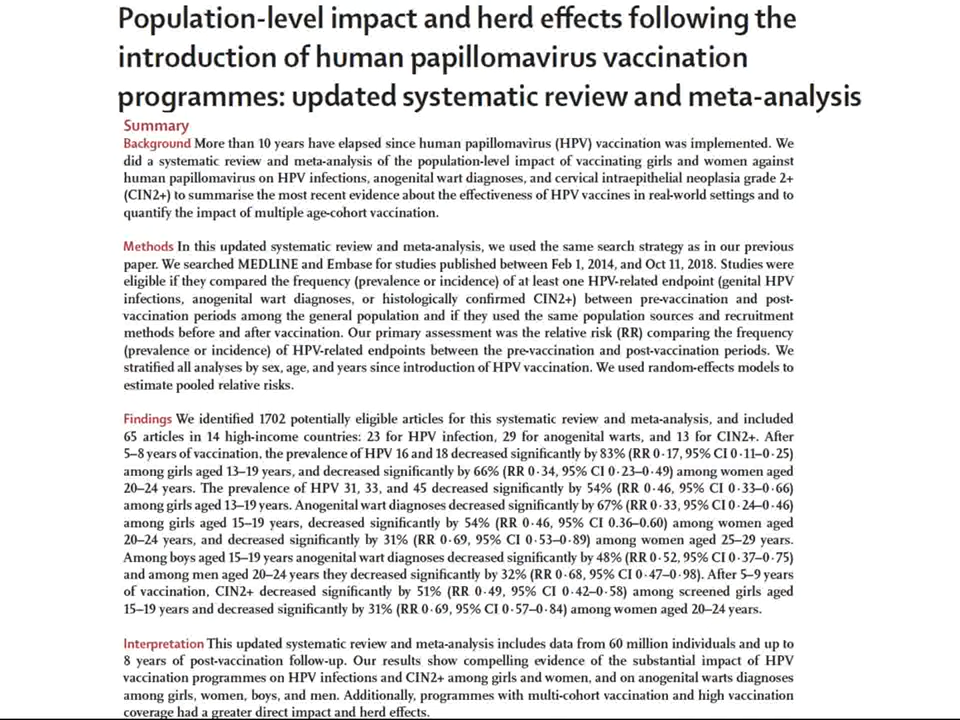 Population-level impact and herd effects following the
introduction of human papillomavirus vaccination
programmes: updated systematic review and meta-analysis
Summary
Background More than 10 years have elapsed since human papillomavirus (HPV) vaccination was implemented. We
did a systematic review and meta-analysis of the population-level impact of vaccinating girls and women against
human papillomavirus on HPV infections, anogenital wart diagnoses, and cervical intraepithelial neoplasia grade 2+
(CIN2+) to summarise the most recent evidence about the effectiveness of HPV vaccines in real-world settings and to
quantify the impact of multiple age-cohort vaccination.
Methods In this updated systematic review and meta-analysis, we used the same search strategy as in our previous
paper. We searched MEDLINE and Embase for studies published between Feb 1, 2014, and Oct 11, 2018. Studies were
eligible if they compared the frequency (prevalence or incidence) of at least one HPV-related endpoint (genital HPV
infections, anogenital wart diagnoses, or histologically confirmed CIN2+) between pre-vaccination and post-
vaccination periods among the general population and if they used the same population sources and recruitment
methods before and after vaccination. Our primary assessment was the relative risk (RR) comparing the frequency
(prevalence or incidence) of HPV-related endpoints between the pre-vaccination and post-vaccination periods. We
stratified all analyses by sex, age, and years since introduction of HPV vaccination. We used random-effects models to
estimate pooled relative risks.
Findings We identified 1702 potentially eligible articles for this systematic review and meta-analysis, and included
65 articles in 14 high-income countries: 23 for HPV infection, 29 for anogenital warts, and 13 for CIN2+. After
5–8 years of vaccination, the prevalence of HPV 16 and 18 decreased significantly by 83% (RR 0·17, 95% CI 0·11–0·25)
among girls aged 13–19 years, and decreased significantly by 66% (RR 0·34, 95% CI 0·23–0·49) among women aged
20–24 years. The prevalence of HPV 31, 33, and 45 decreased significantly by 54% (RR 0·46, 95% CI 0·33–0·66)
among girls aged 13–19 years. Anogenital wart diagnoses decreased significantly by 67% (RR 0·33, 95% CI 0·24–0·46)
among girls aged 15–19 years, decreased significantly by 54% (RR 0·46, 95% CI 0.36–0.60) among women aged
20–24 years, and decreased significantly by 31% (RR 0·69, 95% CI 0·53–0·89) among women aged 25–29 years.
Among boys aged 15–19 years anogenital wart diagnoses decreased significantly by 48% (RR 0·52, 95% CI 0·37–0·75)
and among men aged 20–24 years they decreased significantly by 32% (RR 0·68, 95% CI 0·47–0·98). After 5–9 years
of vaccination, CIN2+ decreased significantly by 51% (RR 0·49, 95% CI 0·42–0·58) among screened girls aged
15–19 years and decreased significantly by 31% (RR 0·69, 95% CI 0·57–0·84) among women aged 20–24 years.
Interpretation This updated systematic review and meta-analysis includes data from 60 million individuals and up to
8 years of post-vaccination follow-up. Our results show compelling evidence of the substantial impact of HPV
vaccination programmes on HPV infections and CIN2+ among girls and women, and on anogenital warts diagnoses
among girls, women, boys, and men. Additionally, programmes with multi-cohort vaccination and high vaccination
coverage had a greater direct impact and herd effects.